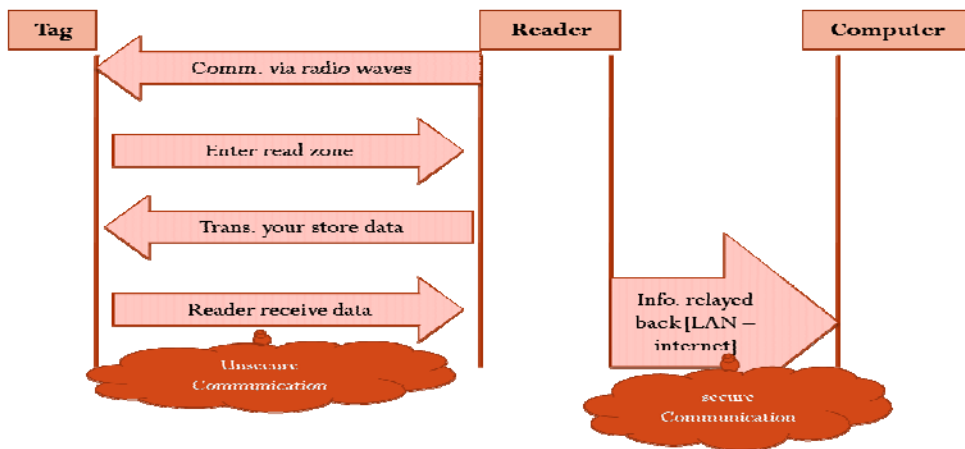 Tag
Reader
Computer
Comm. via radio waves
Enter read zone
Trans. your store data
Reader receive data
Info. relayed
back [LAN –
internet]
Unsecure
Communication
secure
Communication